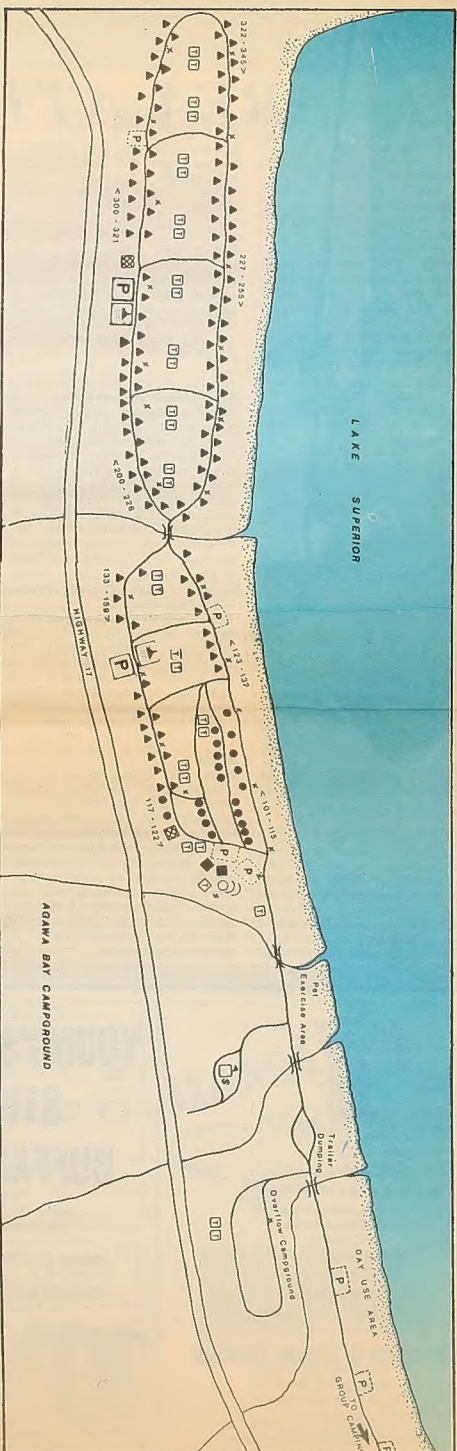 LAKE SUPERIOR
322 - 345>
227 - 255>
<300 - 321
<200 - 226
133 - 159>
<123 - 137
<101 - 115
117 - 122>
HIGHWAY 17
AGAWA BAY CAMPGROUND
Pet
Exercise Area
Trailer
Dumping
Overflow Campground
DAY USE AREA
TO
GROUP CAMPING
P
P
P
P
P
P
P
P
P
P
T T
T T
T T
T T
T T
T T
T T
T T
T T
T T
T T
T T
T T
T
T
T T
$